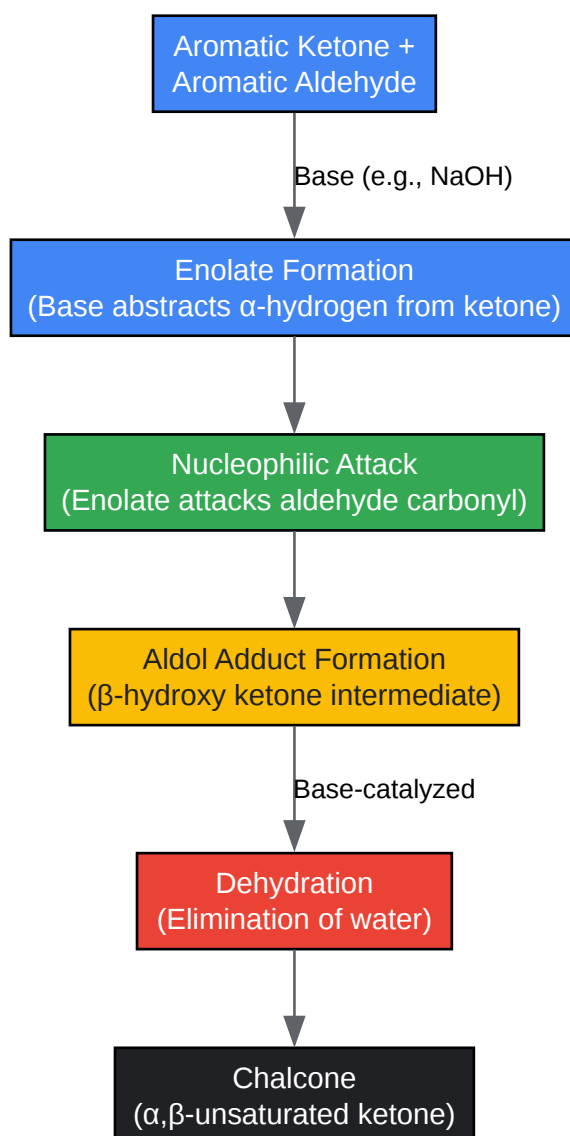 Aromatic Ketone +
Aromatic Aldehyde
Base (e.g., NaOH)
Enolate Formation
(Base abstracts α-hydrogen from ketone)
Nucleophilic Attack
(Enolate attacks aldehyde carbonyl)
Aldol Adduct Formation
(β-hydroxy ketone intermediate)
Base-catalyzed
Dehydration
(Elimination of water)
Chalcone
(α,β-unsaturated ketone)